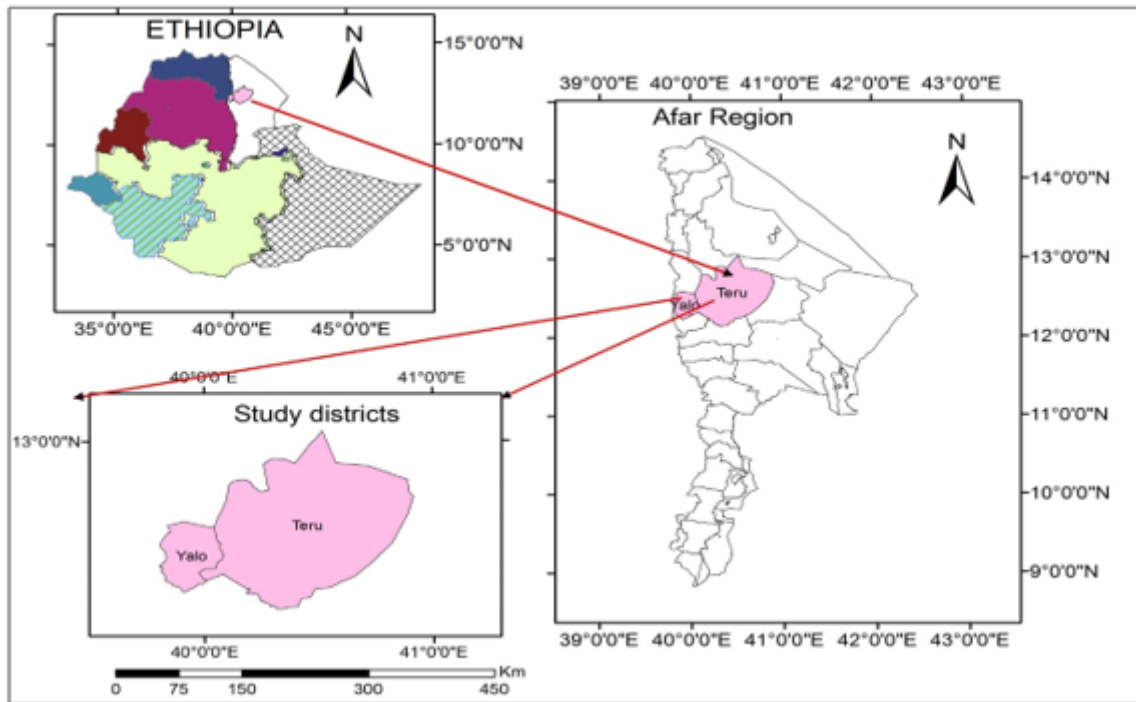 ETHIOPIA
N
15°0'0"N
10°0'0"N
5°0'0"N
35°0'0"E 40°0'0"E 45°0'0"E
39°0'0"E 40°0'0"E 41°0'0"E 42°0'0"E 43°0'0"E
Afar Region
N
14°0'0"N
13°0'0"N
12°0'0"N
11°0'0"N
10°0'0"N
9°0'0"N
Teru
Yalo
39°0'0"E 40°0'0"E 41°0'0"E 42°0'0"E 43°0'0"E
40°0'0"E 41°0'0"E
Study districts
13°0'0"N
Teru
Yalo
40°0'0"E 41°0'0"E
Km
0 75 150 300 450